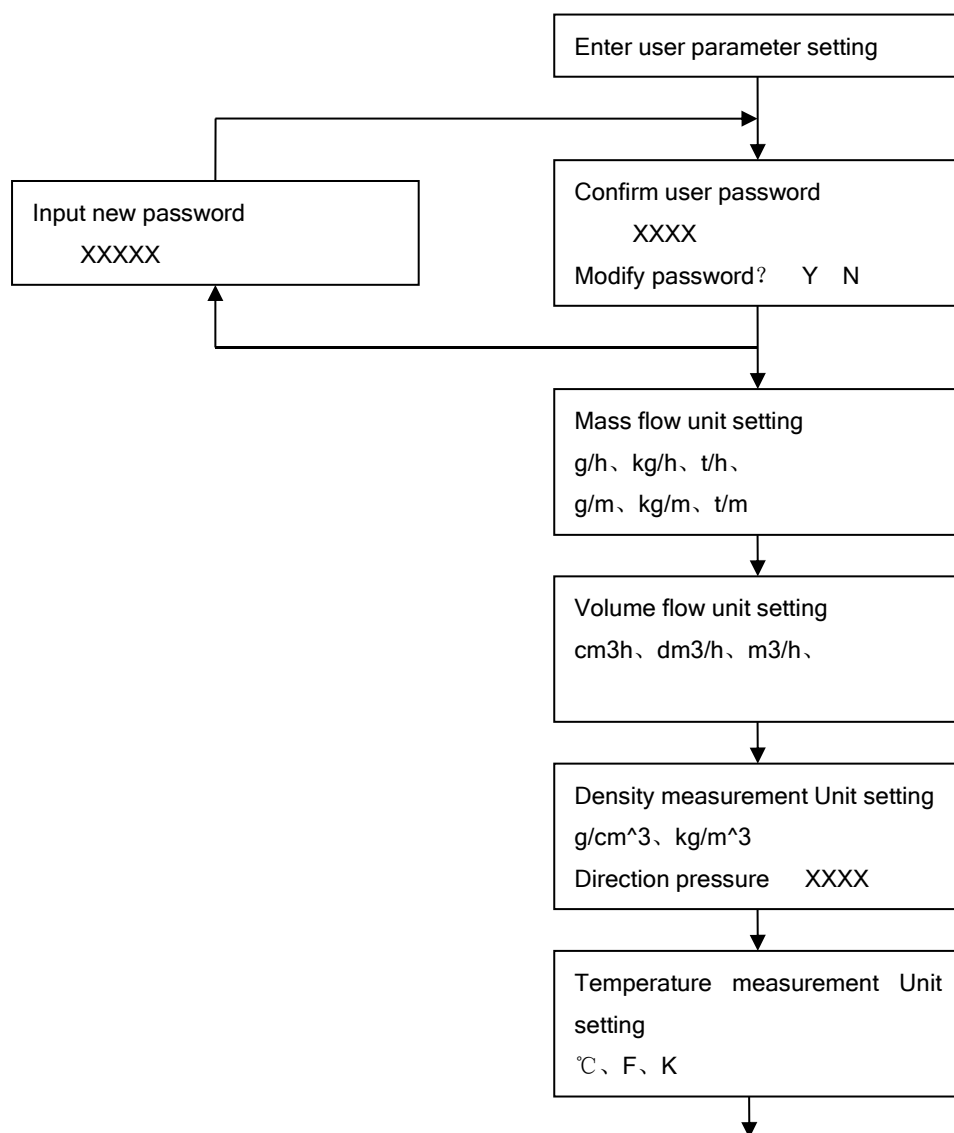 Enter user parameter setting
Input new password
XXXXX
Confirm user password
XXXX
Modify password？ Y N
Mass flow unit setting
g/h、kg/h、t/h、
g/m、kg/m、t/m
Volume flow unit setting
cm3h、dm3/h、m3/h、
Density measurement Unit setting
g/cm^3、kg/m^3
Direction pressure XXXX
Temperature measurement Unit
setting
℃、F、K